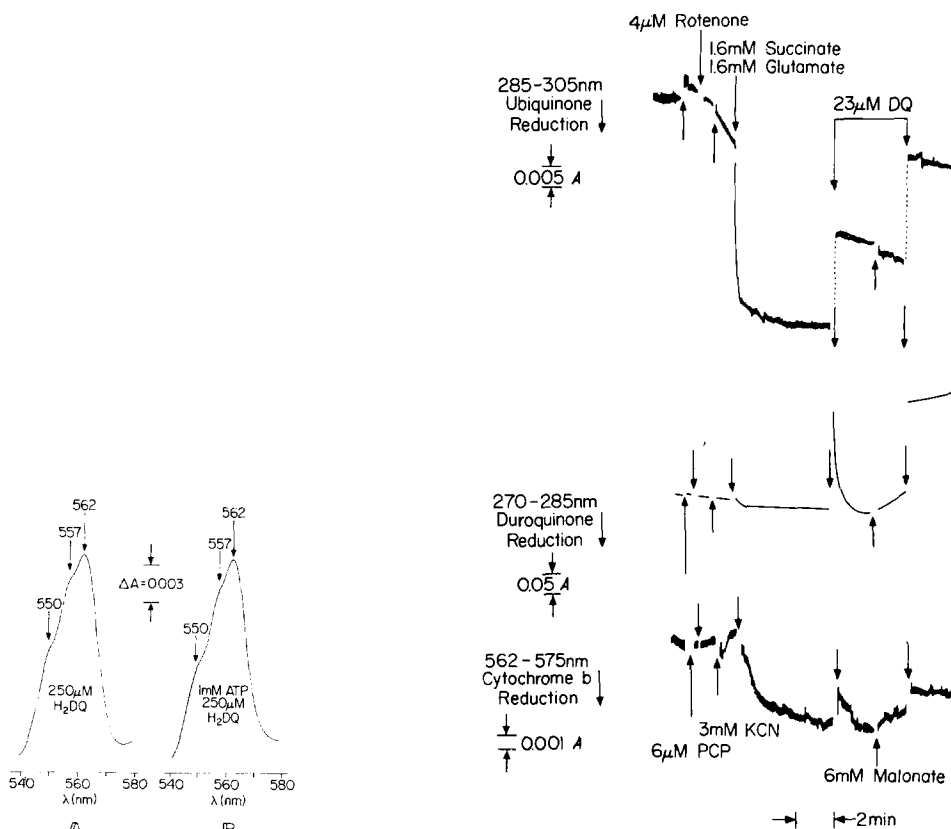 4μM Rotenone
1.6mM Succinate
1.6mM Glutamate
285-305nm
Ubiquinone
Reduction
0.005 A
23μM DQ
270-285nm
Duroquinone
Reduction
0.05 A
562-575nm
Cytochrome b
Reduction
0.001 A
3mM KCN
6μM PCP
6mM Malonate
2min
562
557
550
ΔA=0.003
250μM
H₂DQ
540 560 580
λ(nm)
562
557
550
1mM ATP
250μM
H₂DQ
540 560 580
λ(nm)